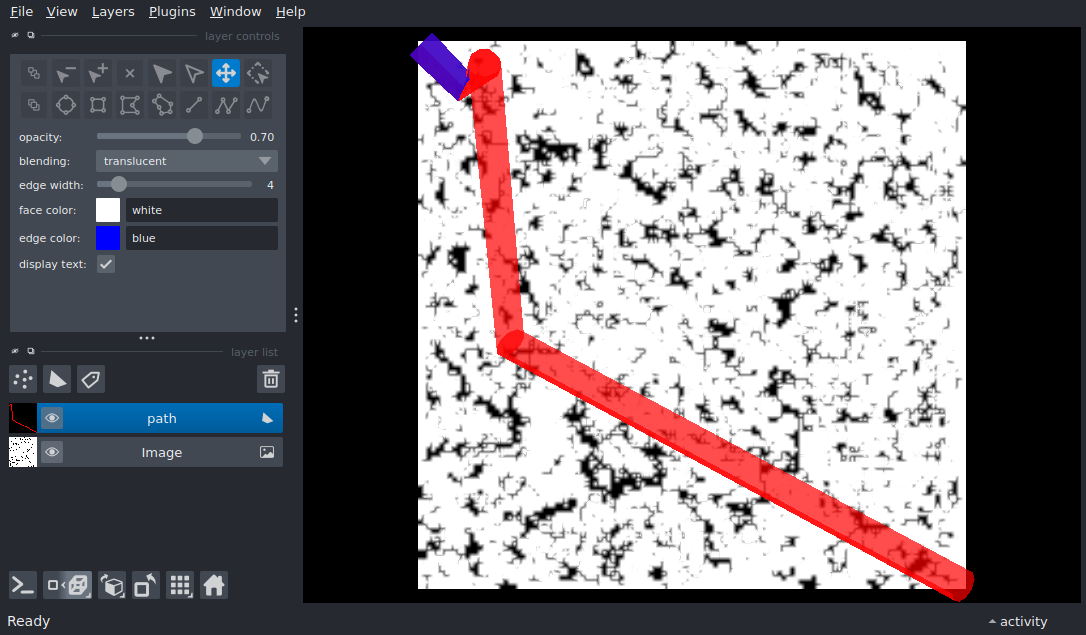 File View Layers Plugins Window Help
layer controls
opacity: 0.70
blending: translucent
edge width: 4
face color: white
edge color: blue
display text:
layer list
path
Image
Ready activity